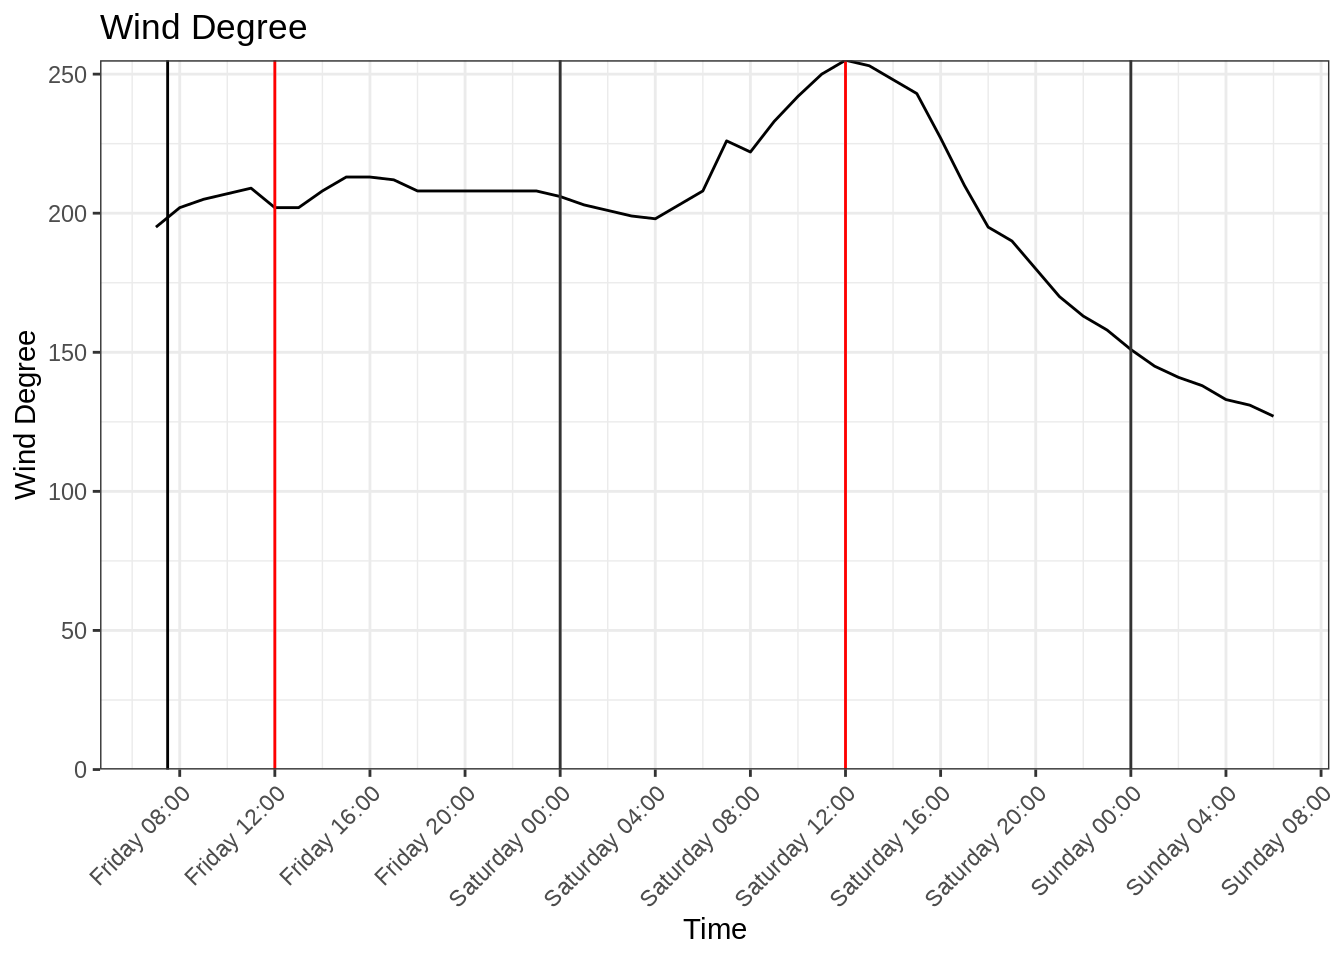 Wind Degree
Wind Degree
250
200
150
100
50
0
Friday 08:00
Friday 12:00
Friday 16:00
Friday 20:00
Saturday 00:00
Saturday 04:00
Saturday 08:00
Saturday 12:00
Saturday 16:00
Saturday 20:00
Sunday 00:00
Sunday 04:00
Sunday 08:00
Time